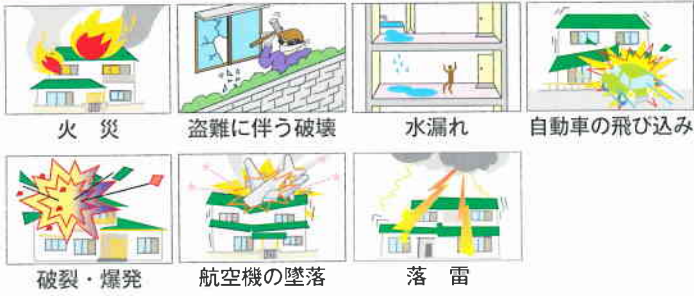 火 災
盗難に伴う破壊
水漏れ
自動車の飛び込み
破裂・爆発
航空機の墜落
落 雷